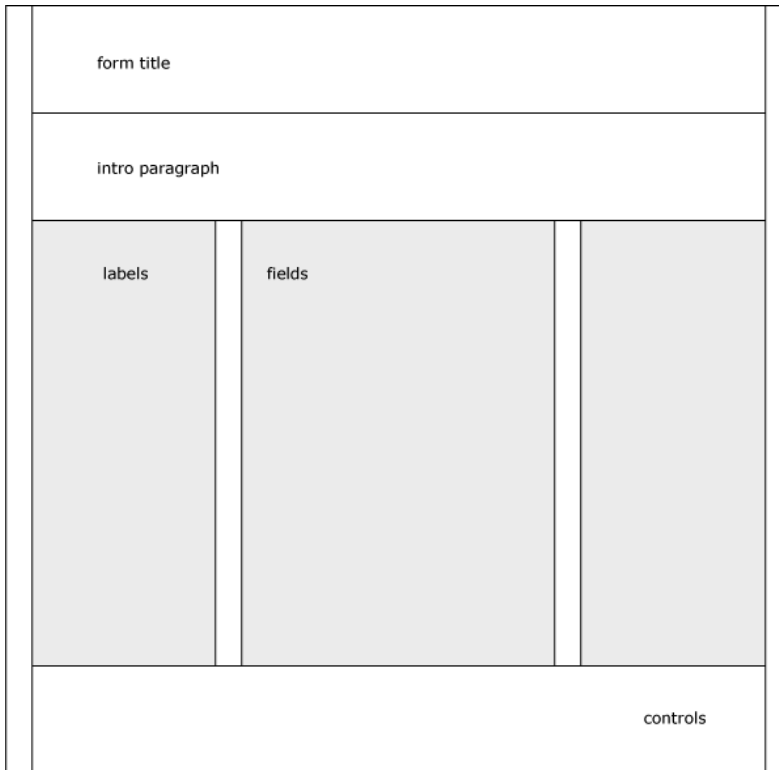 form title
intro paragraph
labels
fields
controls